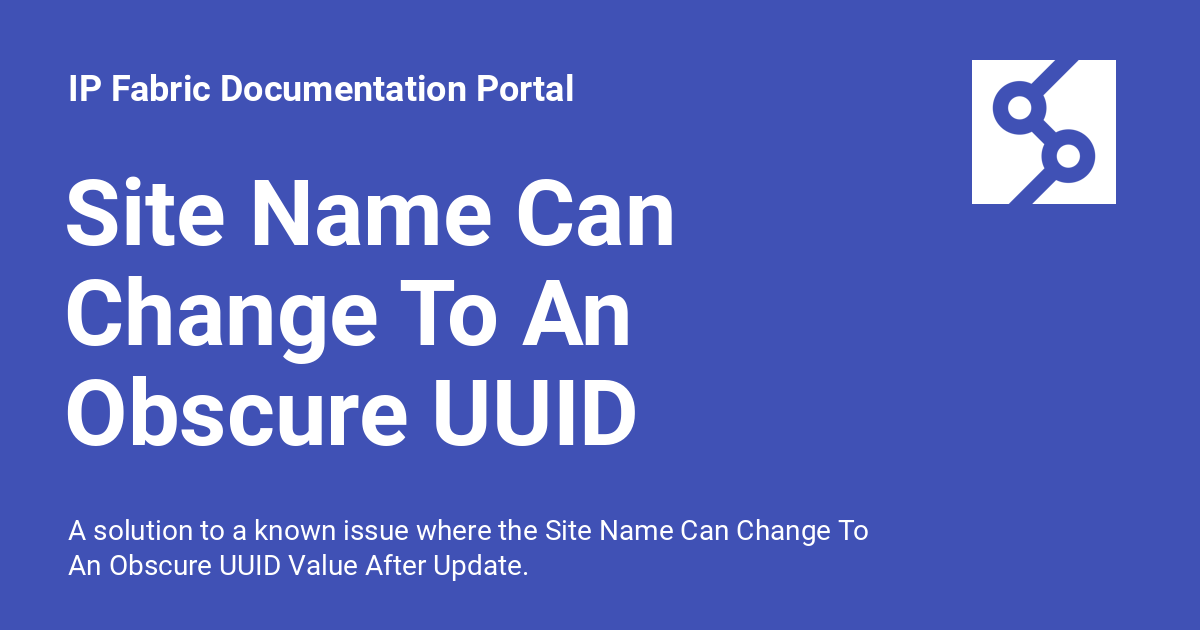 IP Fabric Documentation Portal
Site Name Can
Change To An
Obscure UUID
A solution to a known issue where the Site Name Can Change To
An Obscure UUID Value After Update.